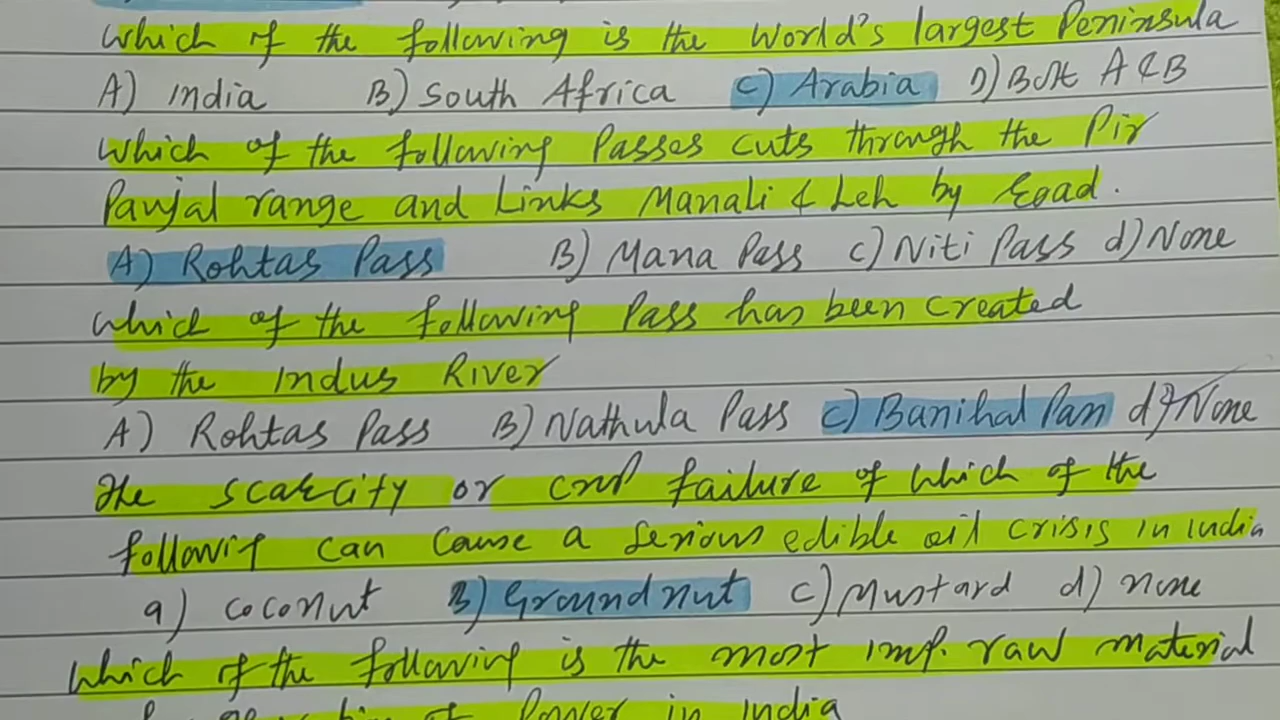 Which of the following is the World's largest Peninsula
A) India B) South Africa C) Arabia D) Both A & B
Which of the following Passes cuts through the Pir
Panjal range and Links Manali & Leh by Road.
A) Rohtas Pass B) Mana Pass C) Niti Pass d) None
Which of the following Pass has been created
by the Indus River
A) Rohtas Pass B) Nathula Pass C) Banihal Pass d) None
The scarcity or crop failure of which of the
following can cause a serious edible oil crisis in India
a) Coconut B) Groundnut C) Mustard d) none
Which of the following is the most imp. raw material
of Power in India